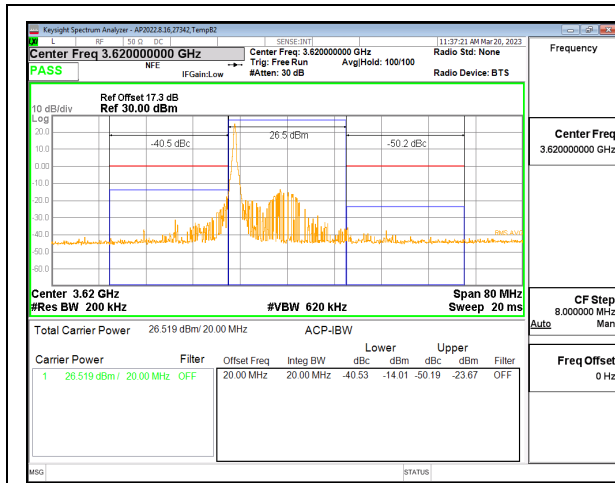 Keysight Spectrum Analyzer - AP2022.8.16,27342,TempB2
L RF 50 Ω DC SENSE:INT 11:37:21 AM Mar 20, 2023
Center Freq 3.620000000 GHz
PASS
NFE
IFGain:Low
Center Freq: 3.620000000 GHz
Trig: Free Run Avg|Hold: 100/100
#Atten: 30 dB
Radio Std: None
Radio Device: BTS
Frequency
Ref Offset 17.3 dB
10 dB/div Ref 30.00 dBm
Log
20.0
10.0
0.00
-10.0
-20.0
-30.0
-40.0
-50.0
-60.0
-40.5 dBc
26.5 dBm
-50.2 dBc
RMS AVG
Center 3.62 GHz Span 80 MHz
#Res BW 200 kHz #VBW 620 kHz Sweep 20 ms
Total Carrier Power 26.519 dBm/ 20.00 MHz ACP-IBW
Lower Upper
Carrier Power Filter Offset Freq Integ BW dBc dBm dBc dBm Filter
1 26.519 dBm / 20.00 MHz OFF 20.00 MHz 20.00 MHz -40.53 -14.01 -50.19 -23.67 OFF
Center Freq
3.620000000 GHz
CF Step
8.000000 MHz
Auto Man
Freq Offset
0 Hz
MSG STATUS